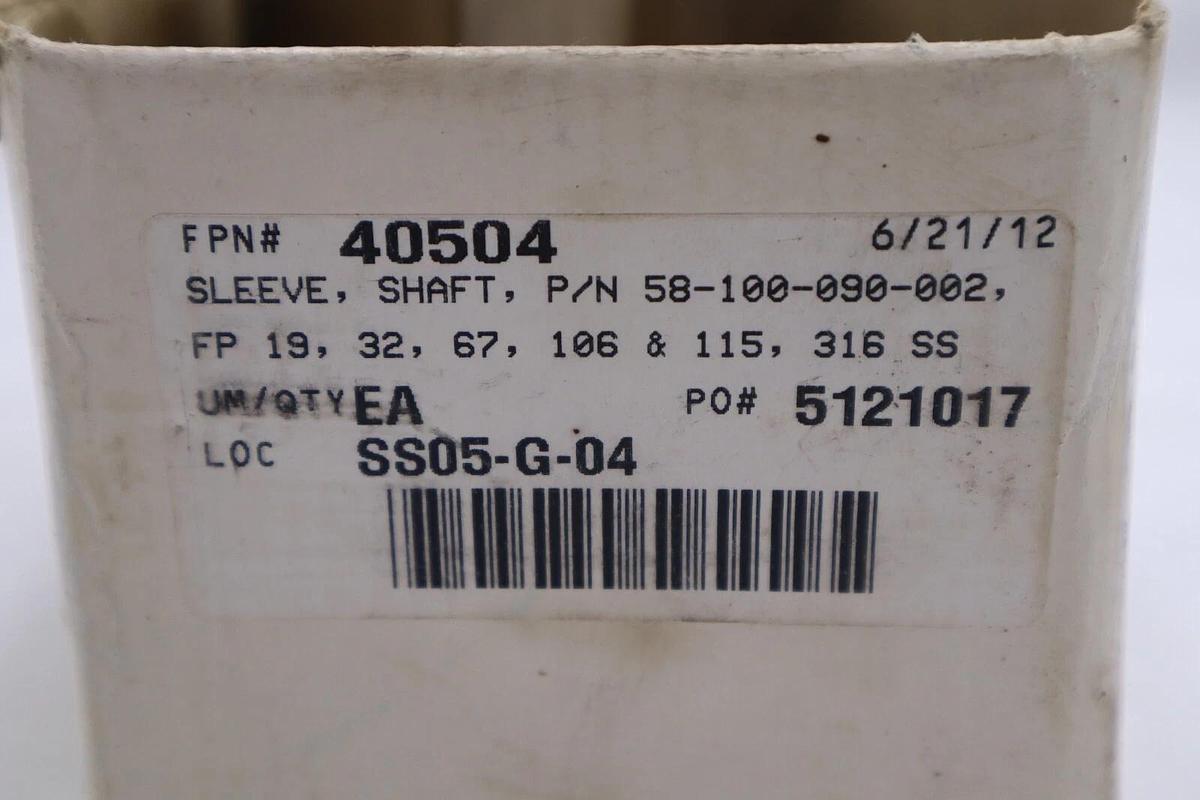 FPN# 40504 6/21/12
SLEEVE, SHAFT, P/N 58-100-090-002,
FP 19, 32, 67, 106 & 115, 316 SS
UM/QTY EA PO# 5121017
LOC SS05-G-04